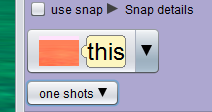 use snap ▶ Snap details
this
one shots ▼